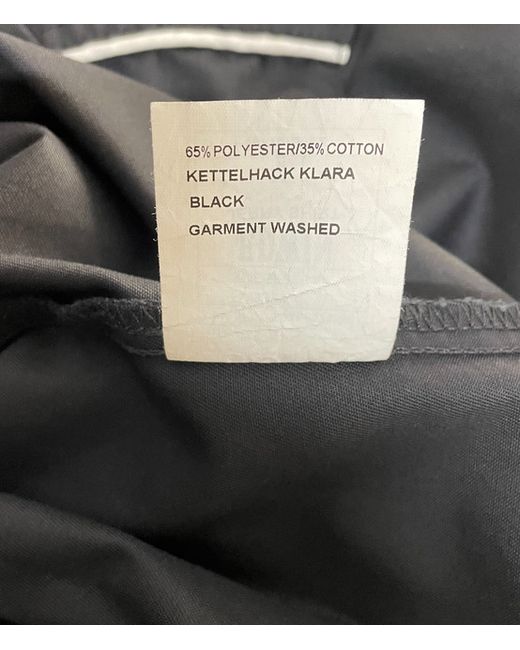 65% POLYESTER/35% COTTON
KETTELHACK KLARA
BLACK
GARMENT WASHED